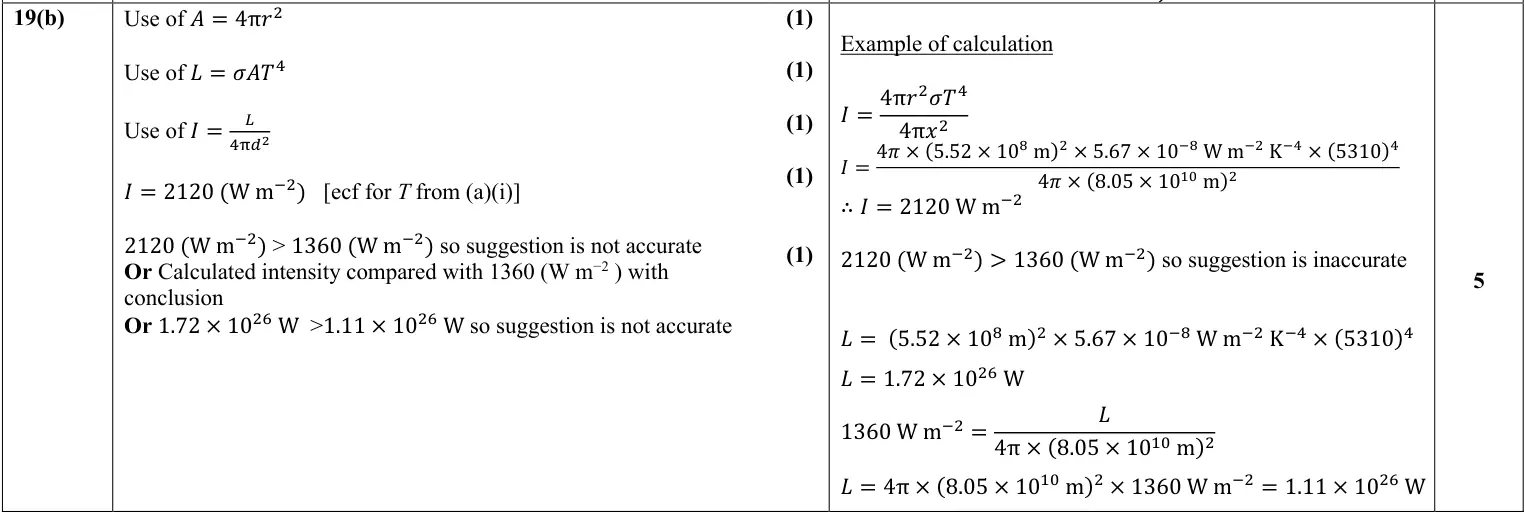 19(b)
Use of 𝐴 = 4π𝑟² (1)
Use of 𝐿 = 𝜎𝐴𝑇⁴ (1)
Use of 𝐼 = 𝐿/4π𝑑² (1)
𝐼 = 2120 (W m⁻²) [ecf for T from (a)(i)] (1)
2120 (W m⁻²) > 1360 (W m⁻²) so suggestion is not accurate (1)
Or Calculated intensity compared with 1360 (W m⁻² ) with
conclusion
Or 1.72 × 10²⁶ W >1.11 × 10²⁶ W so suggestion is not accurate
Example of calculation
𝐼 = 4π𝑟²𝜎𝑇⁴/4π𝑥²
𝐼 = 4𝜋 × (5.52 × 10⁸ m)² × 5.67 × 10⁻⁸ W m⁻² K⁻⁴ × (5310)⁴/4𝜋 × (8.05 × 10¹⁰ m)²
∴ 𝐼 = 2120 W m⁻²
2120 (W m⁻²) > 1360 (W m⁻²) so suggestion is inaccurate
𝐿 = (5.52 × 10⁸ m)² × 5.67 × 10⁻⁸ W m⁻² K⁻⁴ × (5310)⁴
𝐿 = 1.72 × 10²⁶ W
1360 W m⁻² = 𝐿/4π × (8.05 × 10¹⁰ m)²
𝐿 = 4π × (8.05 × 10¹⁰ m)² × 1360 W m⁻² = 1.11 × 10²⁶ W
5